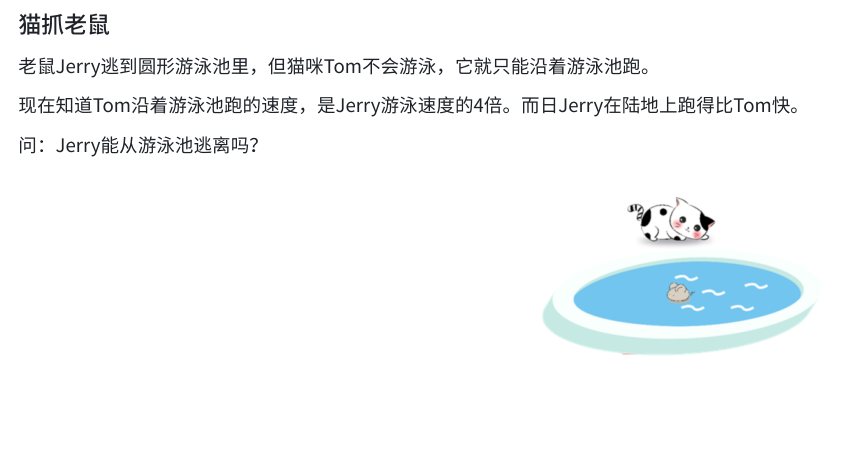 猫抓老鼠
老鼠Jerry逃到圆形游泳池里，但猫咪Tom不会游泳，它就只能沿着游泳池跑。
现在知道Tom沿着游泳池跑的速度，是Jerry游泳速度的4倍。而日Jerry在陆地上跑得比Tom快。
问：Jerry能从游泳池逃离吗？